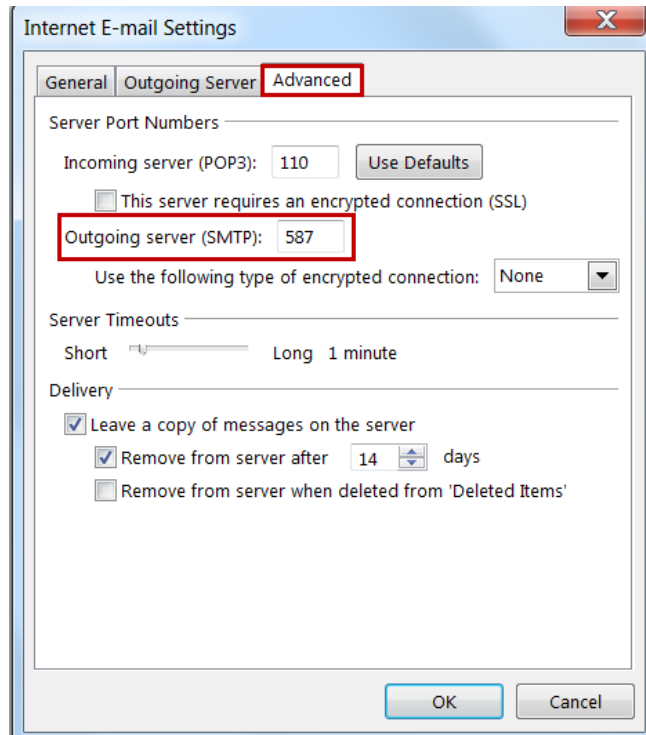 Internet E-mail Settings
General Outgoing Server Advanced
Server Port Numbers
Incoming server (POP3): 110 Use Defaults
This server requires an encrypted connection (SSL)
Outgoing server (SMTP): 587
Use the following type of encrypted connection: None
Server Timeouts
Short Long 1 minute
Delivery
Leave a copy of messages on the server
Remove from server after 14 days
Remove from server when deleted from 'Deleted Items'
OK Cancel